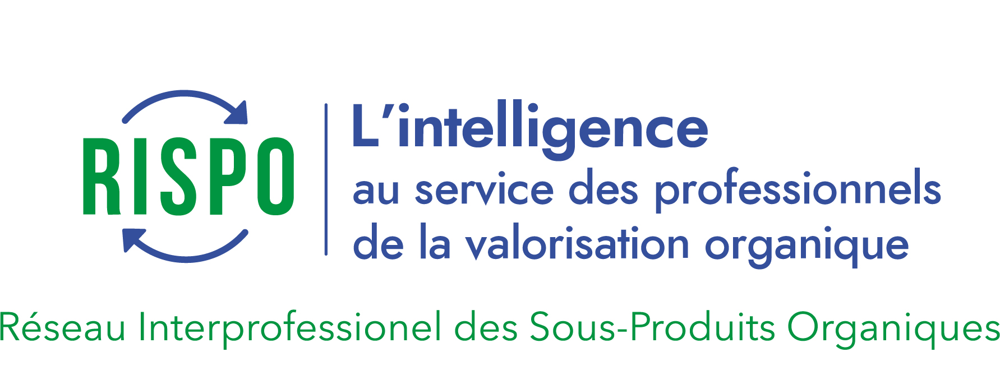 RISPO
L’intelligence
au service des professionnels
de la valorisation organique
Réseau Interprofessionel des Sous-Produits Organiques